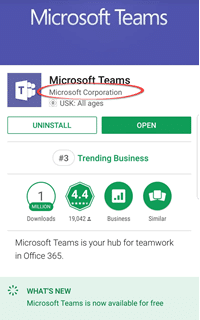 Microsoft Teams
Microsoft Teams
Microsoft Corporation
USK: All ages
UNINSTALL
OPEN
#3 Trending Business
1
MILLION
Downloads
4.4
19,042
Business
Similar
Microsoft Teams is your hub for teamwork
in Office 365.
WHAT'S NEW
Microsoft Teams is now available for free